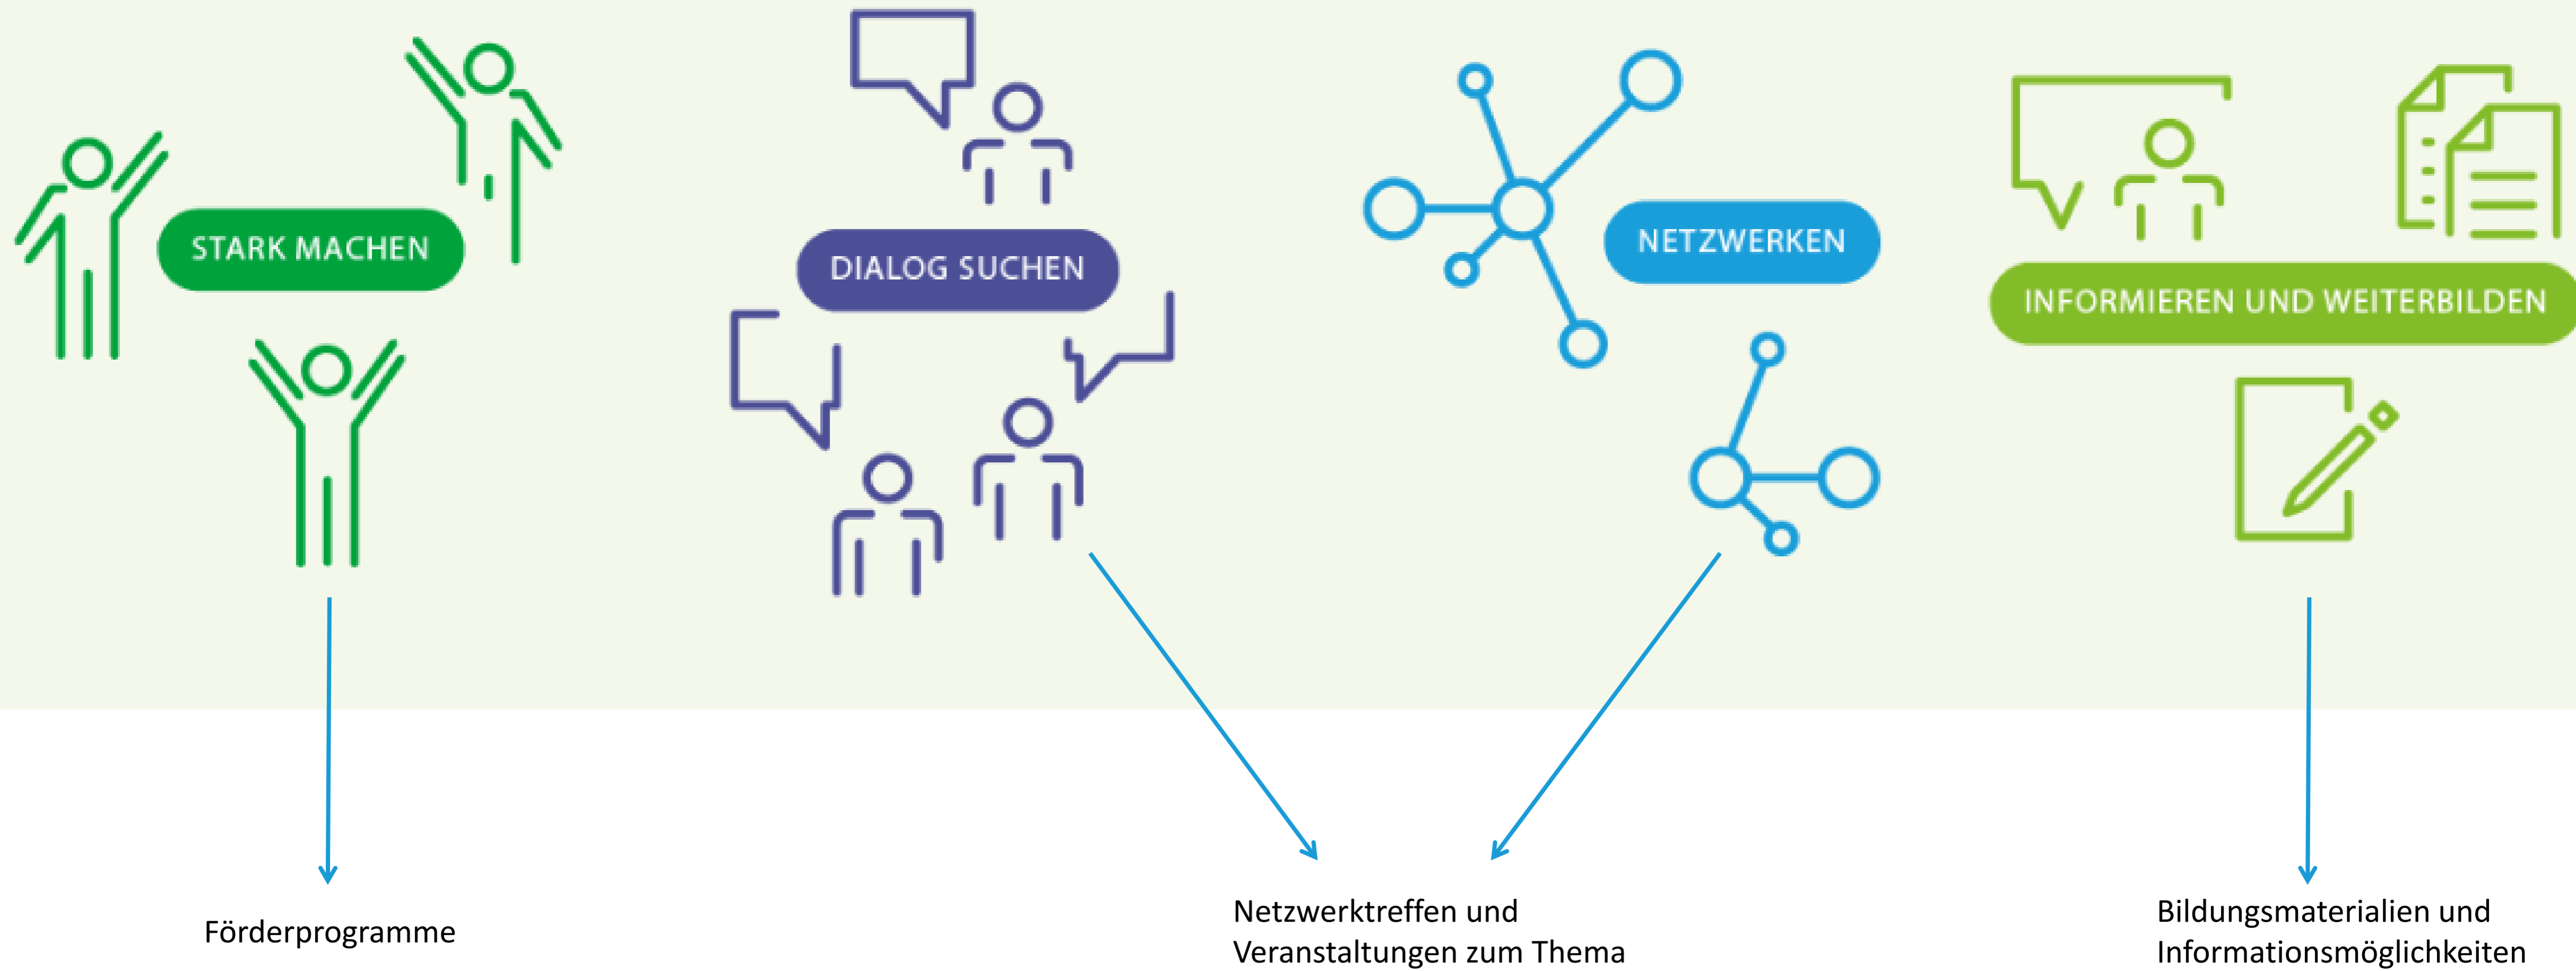 STARK MACHEN
DIALOG SUCHEN
NETZWERKEN
INFORMIEREN UND WEITERBILDEN
Förderprogramme
Netzwerktreffen und
Veranstaltungen zum Thema
Bildungsmaterialien und
Informationsmöglichkeiten